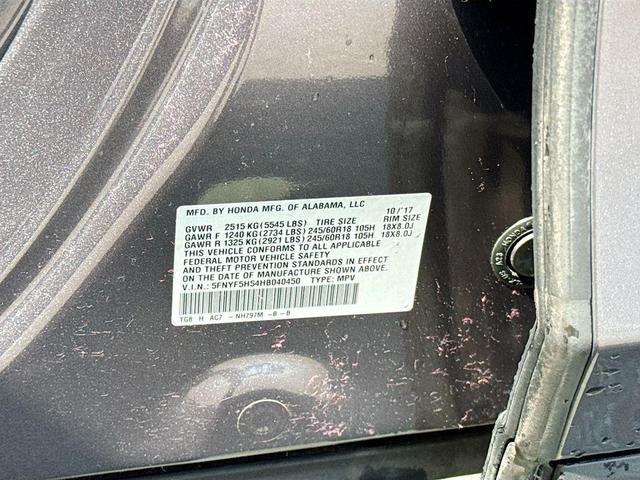 MFD. BY HONDA MFG. OF ALABAMA, LLC 10/'17
GVWR 2515 KG(5545 LBS) TIRE SIZE RIM SIZE
GAWR F 1240 KG(2734 LBS)245/60R18 105H 18X8.0J
GAWR R 1325 KG(2921 LBS)245/60R18 105H 18X8.0J
THIS VEHICLE CONFORMS TO ALL APPLICABLE
FEDERAL MOTOR VEHICLE SAFETY
AND THEFT PREVENTION STANDARDS IN EFFECT
ON THE DATE OF MANUFACTURE SHOWN ABOVE.
V.I.N.: 5FNYF5H54HB040450 TYPE: MPV
TG8 H AC7 -NH797M -B -B
HONDA